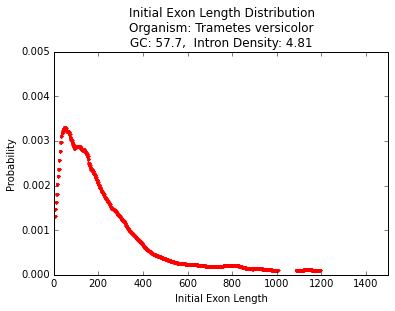 Initial Exon Length Distribution
Organism: Trametes versicolor
GC: 57.7,  Intron Density: 4.81
0.005
0.004
0.003
0.002
0.001
0.000
Probability
0 200 400 600 800 1000 1200 1400
Initial Exon Length